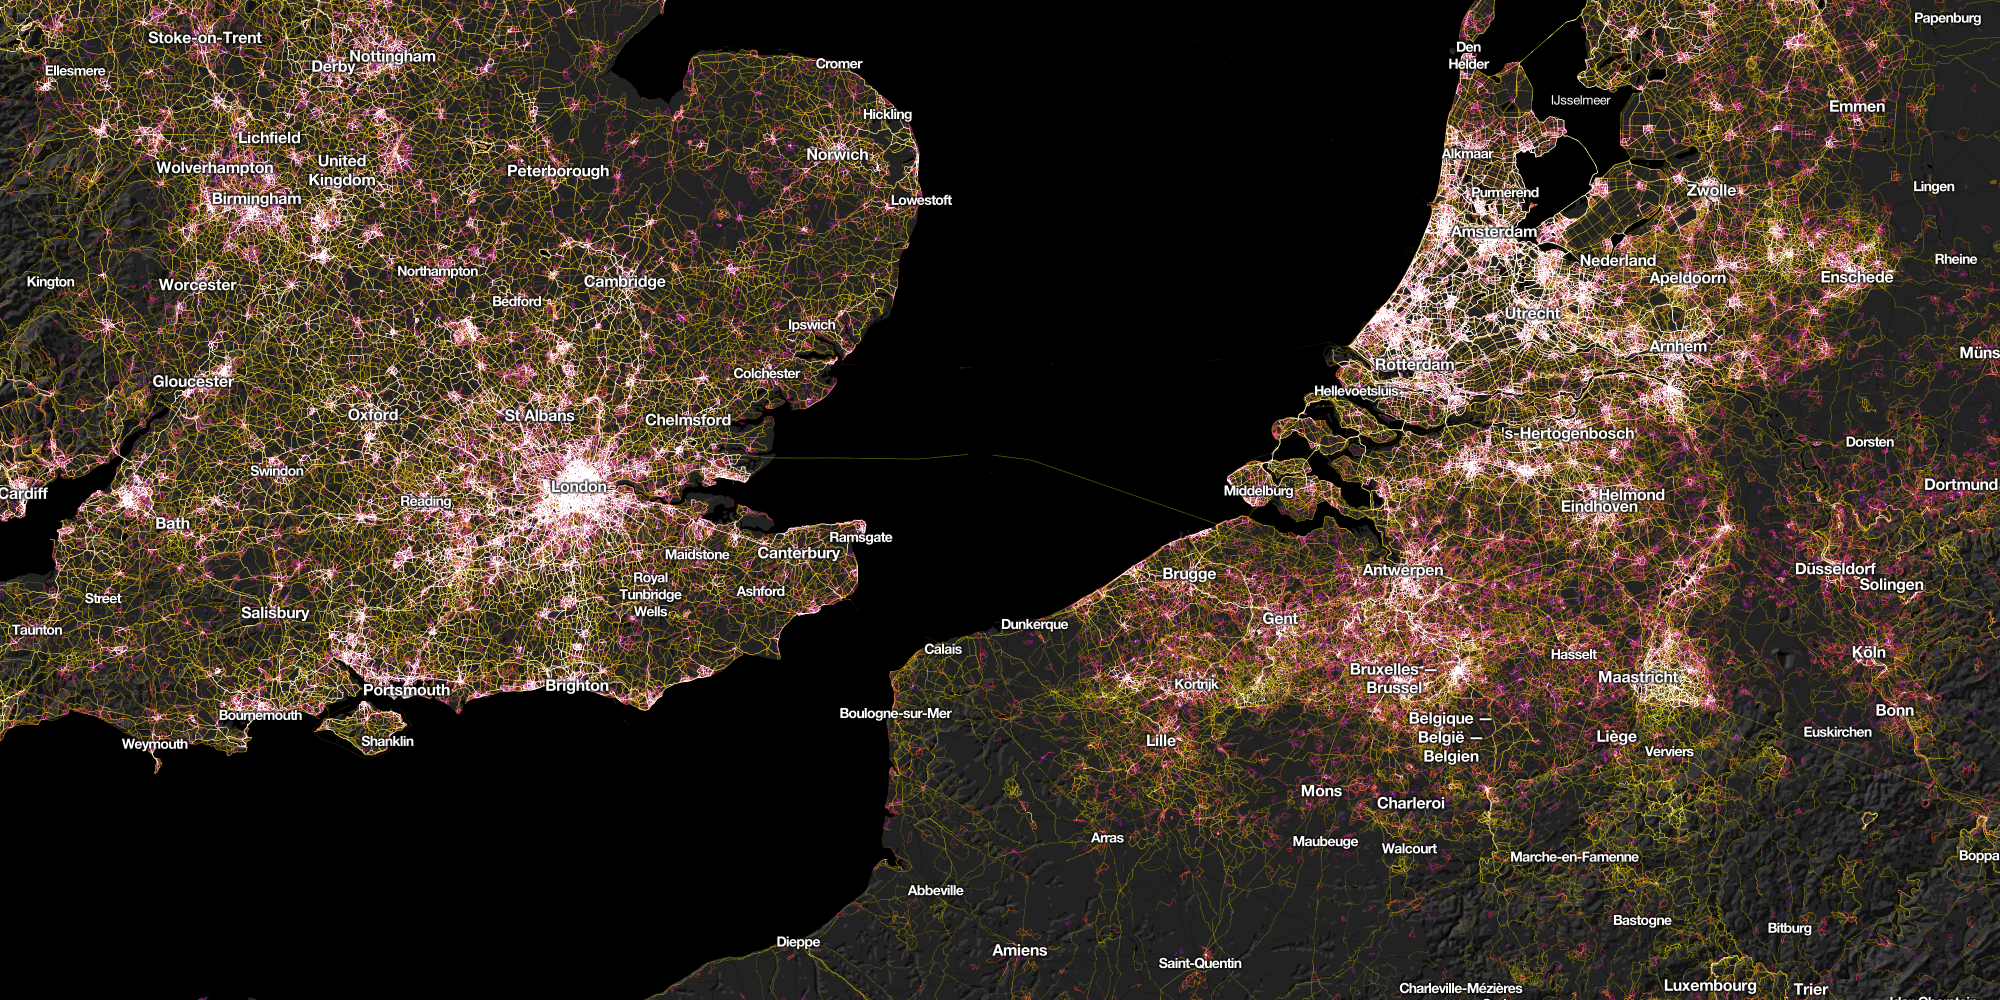 Stoke-on-Trent
Nottingham
Derby
Ellesmere
Cromer
Den
Helder
Papenburg
IJsselmeer
Emmen
Hickling
Lichfield
Norwich
Alkmaar
United
Kingdom
Wolverhampton
Peterborough
Birmingham
Lowestoft
Purmerend
Zwolle
Lingen
Amsterdam
Nederland
Rheine
Northampton
Kington
Worcester
Cambridge
Apeldoorn
Enschede
Bedford
Ipswich
Utrecht
Arnhem
Müns
Gloucester
Colchester
Rotterdam
Hellevoetsluis
Oxford
St Albans
Chelmsford
's-Hertogenbosch
Dorsten
Swindon
Cardiff
London
Reading
Middelburg
Helmond
Eindhoven
Dortmund
Bath
Ramsgate
Maidstone
Canterbury
Royal
Tunbridge
Wells
Ashford
Brugge
Antwerpen
Düsseldorf
Solingen
Street
Salisbury
Taunton
Dunkerque
Gent
Calais
Hasselt
Köln
Bruxelles —
Brussel
Kortrijk
Maastricht
Portsmouth
Brighton
Bournemouth
Boulogne-sur-Mer
Bonn
Belgique —
België —
Belgien
Weymouth
Shanklin
Lille
Liège
Verviers
Euskirchen
Mons
Charleroi
Arras
Maubeuge
Walcourt
Marche-en-Famenne
Boppa
Abbeville
Bastogne
Bitburg
Dieppe
Amiens
Saint-Quentin
Charleville-Mézières
Luxembourg
Trier